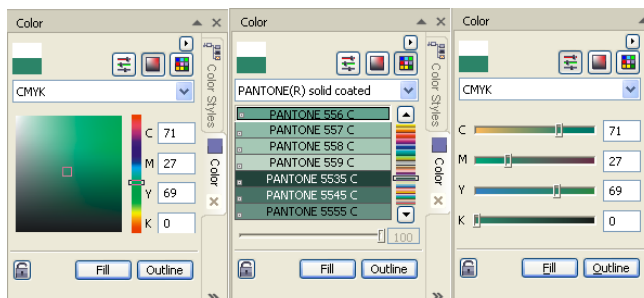 Color
CMYK
C 71
M 27
Y 69
K 0
Fill
Outline
Color Styles
Color
Color
PANTONE(R) solid coated
PANTONE 556 C
PANTONE 557 C
PANTONE 558 C
PANTONE 559 C
PANTONE 5535 C
PANTONE 5545 C
PANTONE 5555 C
100
Fill
Outline
Color Styles
Color
Color
CMYK
C 71
M 27
Y 69
K 0
Fill
Outline